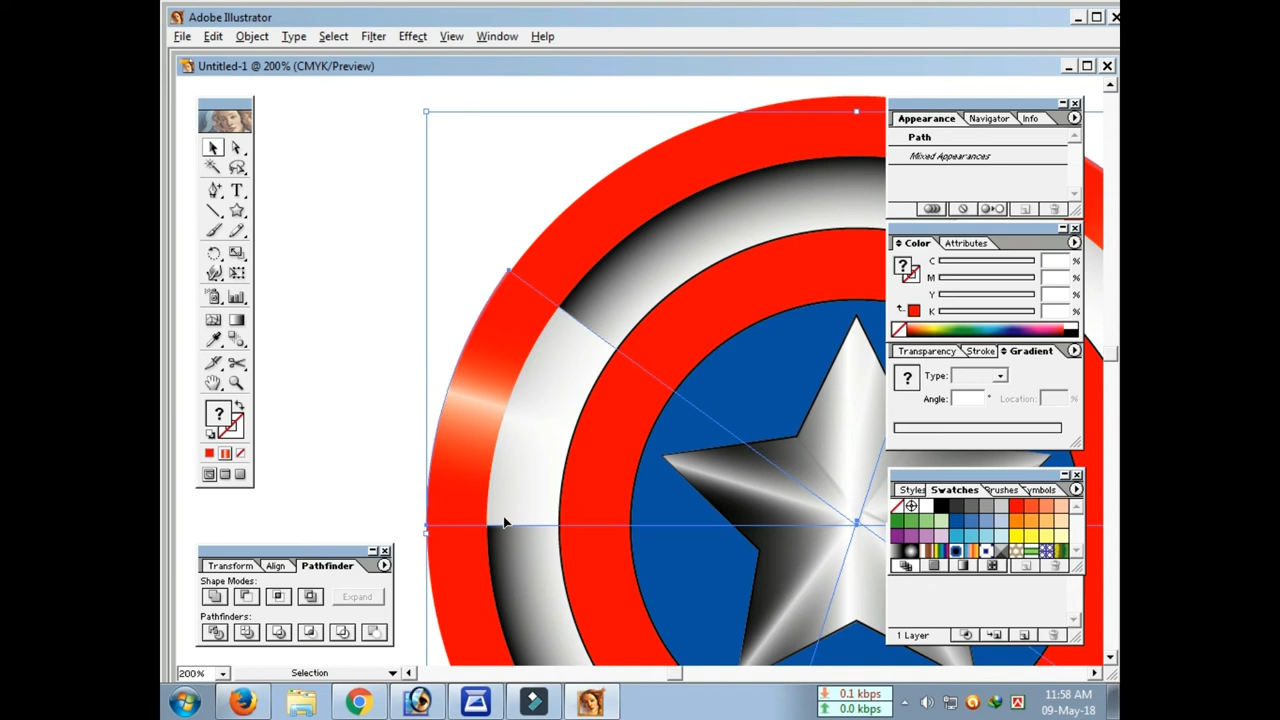 Adobe Illustrator
File Edit Object Type Select Filter Effect View Window Help
Untitled-1 @ 200% (CMYK/Preview)
Appearance Navigator Info
Path
Mixed Appearances
Color Attributes
C %
M %
Y %
K %
Transparency Stroke Gradient
Type:
Angle: ° Location: %
Styles Swatches Brushes Symbols
1 Layer
Transform Align Pathfinder
Shape Modes:
Expand
Pathfinders:
200% Selection
0.1 kbps
0.0 kbps
11:58 AM
09-May-18